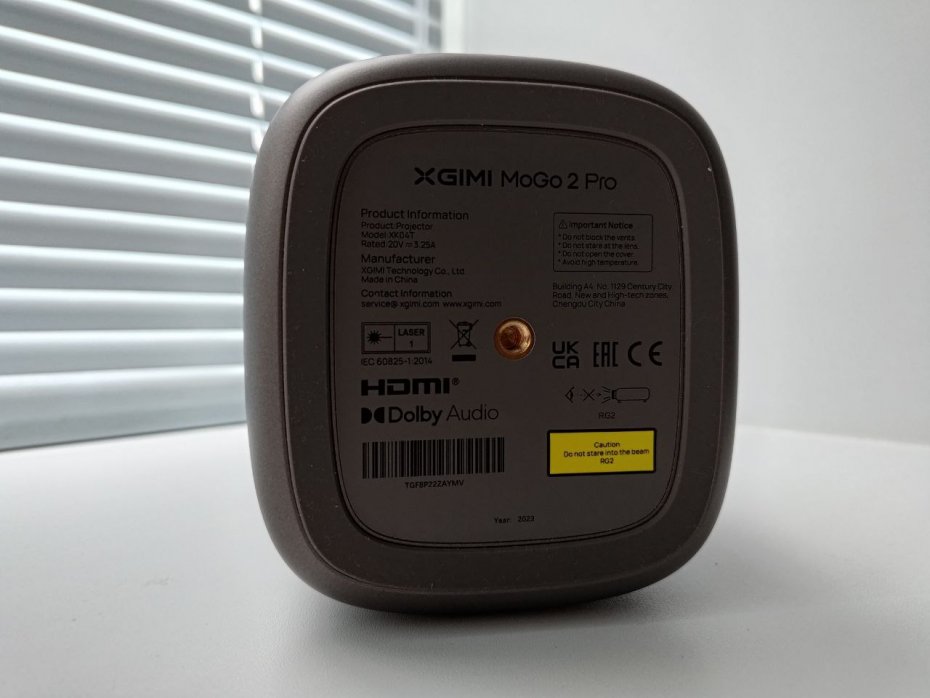 XGIMI MoGo 2 Pro
Product Information
Product:Projector
Model:XK04T
Rated:20V⎓3.25A
Manufacturer
XGIMI Technology Co., Ltd.
Made in China
Contact Information
service@xgimi.com www.xgimi.com
Important Notice
* Do not block the vents.
* Do not stare at the lens.
* Do not open the cover.
* Avoid high temperature.
Building A4, No. 1129 Century City
Road, New and High-tech zones,
Chengou City China
LASER
1
IEC 60825-1:2014
UK
CA
EAC
CE
HDMI®
Dolby Audio
RG2
TGF8P22ZAYMV
Caution
Do not stare into the beam
RG2
Year: 2022